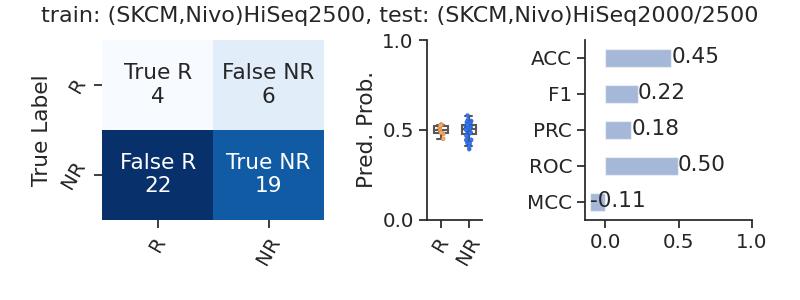 train: (SKCM,Nivo)HiSeq2500, test: (SKCM,Nivo)HiSeq2000/2500
True Label
R
NR
True R
4
False NR
6
False R
22
True NR
19
R
NR
Pred. Prob.
1.0
0.5
0.0
R
NR
ACC
0.45
F1
0.22
PRC
0.18
ROC
0.50
MCC
-0.11
0.0
0.5
1.0